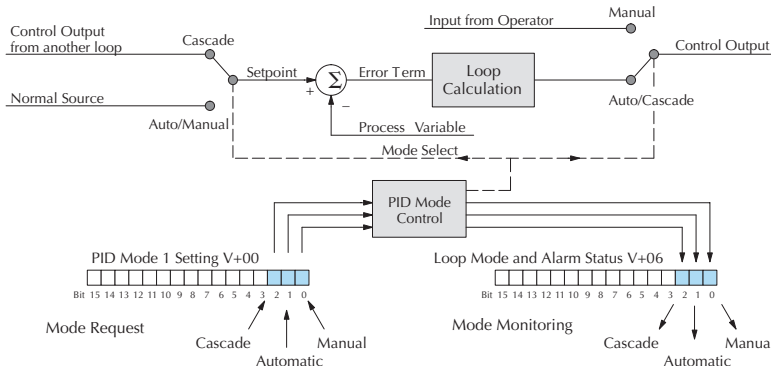 Input from Operator
Manual
Control Output
from another loop
Cascade
Control Output
Setpoint
+
Σ
−
Error Term
Loop
Calculation
Normal Source
Auto/Manual
Auto/Cascade
Process Variable
Mode Select
PID Mode
Control
PID Mode 1 Setting V+00
Loop Mode and Alarm Status V+06
Bit 15 14 13 12 11 10 9 8 7 6 5 4 3 2 1 0
Bit 15 14 13 12 11 10 9 8 7 6 5 4 3 2 1 0
Mode Request
Mode Monitoring
Cascade
Manual
Automatic
Cascade
Manual
Automatic